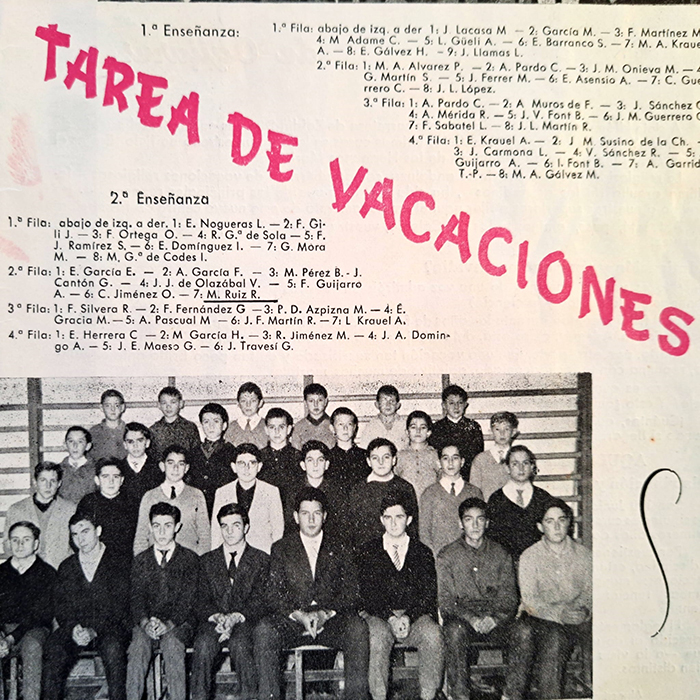 1.ª Enseñanza:
1.ª Fila: abajo de izq. a der 1: J Lacasa M — 2: García M. — 3: F. Martínez M
4: M Adame C. — 5: L. Güeli A. — 6: E. Barranco S. — 7: M. A. Kraue
A. — 8: E. Gálvez H. - 9: J. Llamas L.
2.ª Fila: 1: M. A. Alvarez P. — 2: A. Pardo C. — 3: J. M. Onieva M. — 4
G. Martín S. — 5: J. Ferrer M. — 6: E. Asensio A. — 7: C. Gue
rrero C. — 8: J. L. López.
3.ª Fila: 1: A. Pardo C. — 2: A Muros de F. — 3: J. Sánchez
4: A. Mérida R. — 5: J. V. Font B. — 6: J. M. Guerrero
7: F. Sabatel L. — 8: J. L. Martín R.
4.ª Fila: 1: E. Krauel A. — 2: J M. Susino de la Ch.
3: J. Carmona L. — 4: V. Sánchez R. — 5:
Guijarro A. — 6: I. Font B. — 7: A. Garrid
T.-P. — 8: M. A. Gálvez M.
TAREA DE VACACIONES
2.ª Enseñanza
1.ª Fila: abajo de izq. a der. 1: E. Nogueras L. — 2: F. Gi-
li J. — 3: F. Ortega O. — 4: R. G.ª de Sola — 5: F.
J. Ramírez S. — 6: E. Domínguez I. — 7: G. Mora
M. — 8: M. G.ª de Codes I.
2.ª Fila: 1: E. García E. — 2: A. García F. — 3: M. Pérez B. - J.
Cantón G. — 4: J. J. de Olazábal V. — 5: F. Guijarro
A. — 6: C. Jiménez O. — 7: M. Ruiz R.
3ª Fila: 1: F. Silvera R. — 2: F. Fernández G — 3: P. D. Azpizna M. — 4: É.
Gracia M. — 5: A. Pascual M — 6: J. F. Martín R. — 7: L Krauel A.
4.ª Fila: 1: E. Herrera C — 2: M García H. — 3: R. Jiménez M. — 4: J. A. Domin-
go A. — 5: J. E. Maeso G. — 6: J. Travesí G.